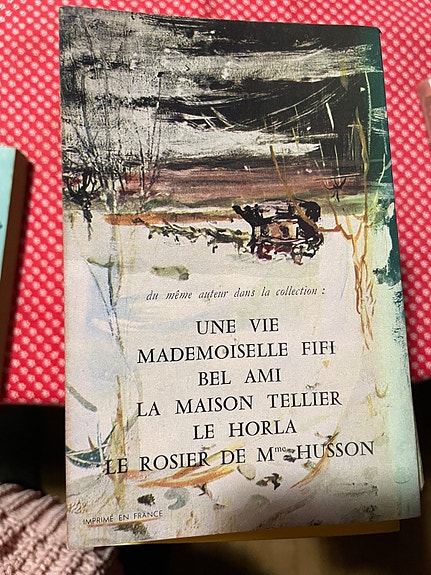 du même auteur dans la collection :
UNE VIE
MADEMOISELLE FIFI
BEL AMI
LA MAISON TELLIER
LE HORLA
LE ROSIER DE Mme HUSSON
IMPRIMÉ EN FRANCE